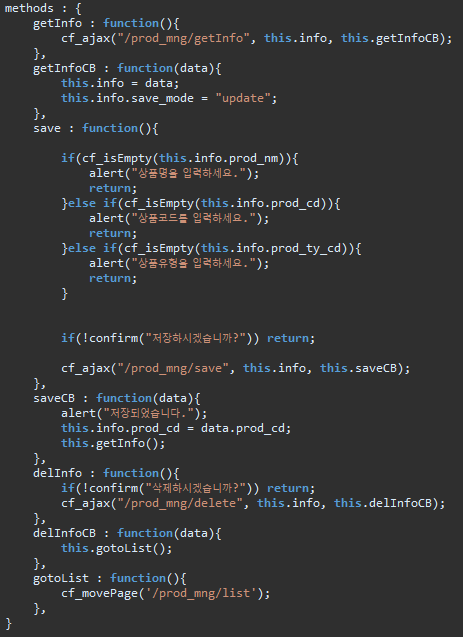 methods : {
    getInfo : function(){
        cf_ajax("/prod_mng/getInfo", this.info, this.getInfoCB);
    },
    getInfoCB : function(data){
        this.info = data;
        this.info.save_mode = "update";
    },
    save : function(){
        if(cf_isEmpty(this.info.prod_nm)){
            alert("상품명을 입력하세요.");
            return;
        }else if(cf_isEmpty(this.info.prod_cd)){
            alert("상품코드를 입력하세요.");
            return;
        }else if(cf_isEmpty(this.info.prod_ty_cd)){
            alert("상품유형을 입력하세요.");
            return;
        }
        if(!confirm("저장하시겠습니까?")) return;
        cf_ajax("/prod_mng/save", this.info, this.saveCB);
    },
    saveCB : function(data){
        alert("저장되었습니다.");
        this.info.prod_cd = data.prod_cd;
        this.getInfo();
    },
    delInfo : function(){
        if(!confirm("삭제하시겠습니까?")) return;
        cf_ajax("/prod_mng/delete", this.info, this.delInfoCB);
    },
    delInfoCB : function(data){
        this.gotoList();
    },
    gotoList : function(){
        cf_movePage('/prod_mng/list');
    },
}